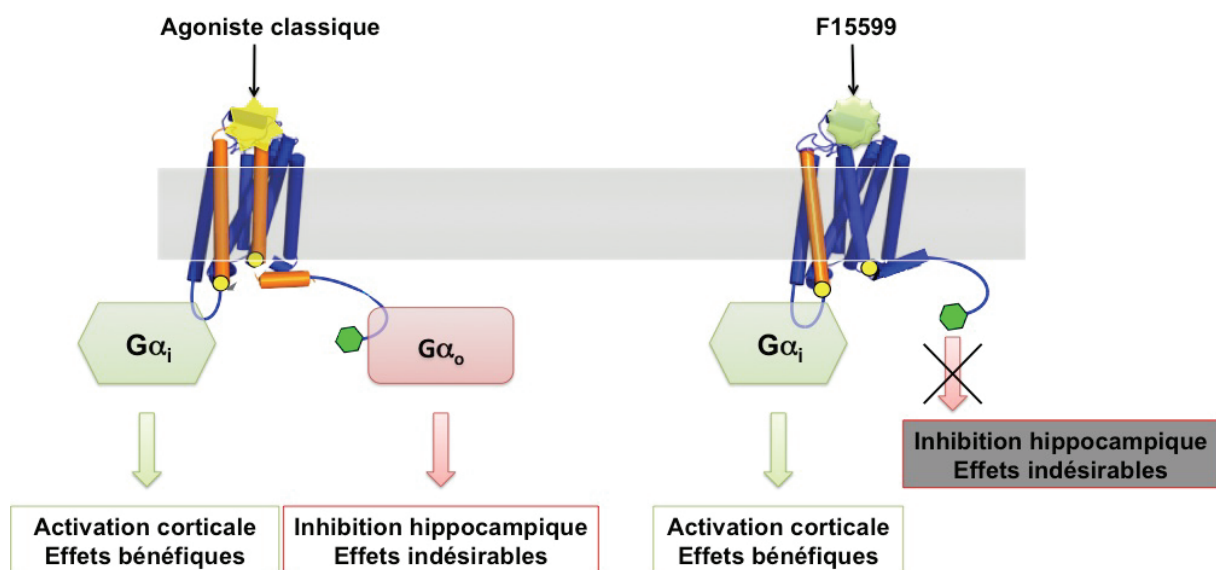 Agoniste classique
F15599
Gαi
Gαo
Gαi
Activation corticale
Effets bénéfiques
Inhibition hippocampique
Effets indésirables
Activation corticale
Effets bénéfiques
Inhibition hippocampique
Effets indésirables